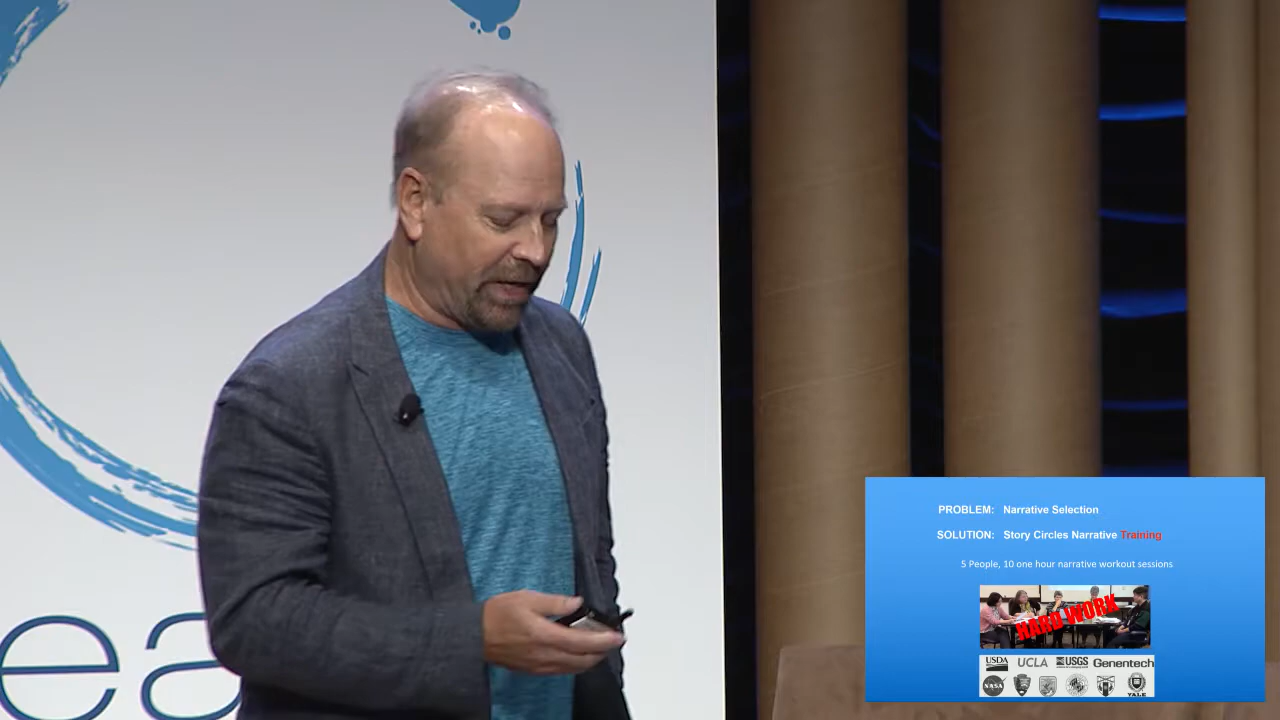 ea
PROBLEM: Narrative Selection
SOLUTION: Story Circles Narrative Training
5 People, 10 one hour narrative workout sessions
HARD WORK
USDA UCLA USGS Genentech
NASA YALE